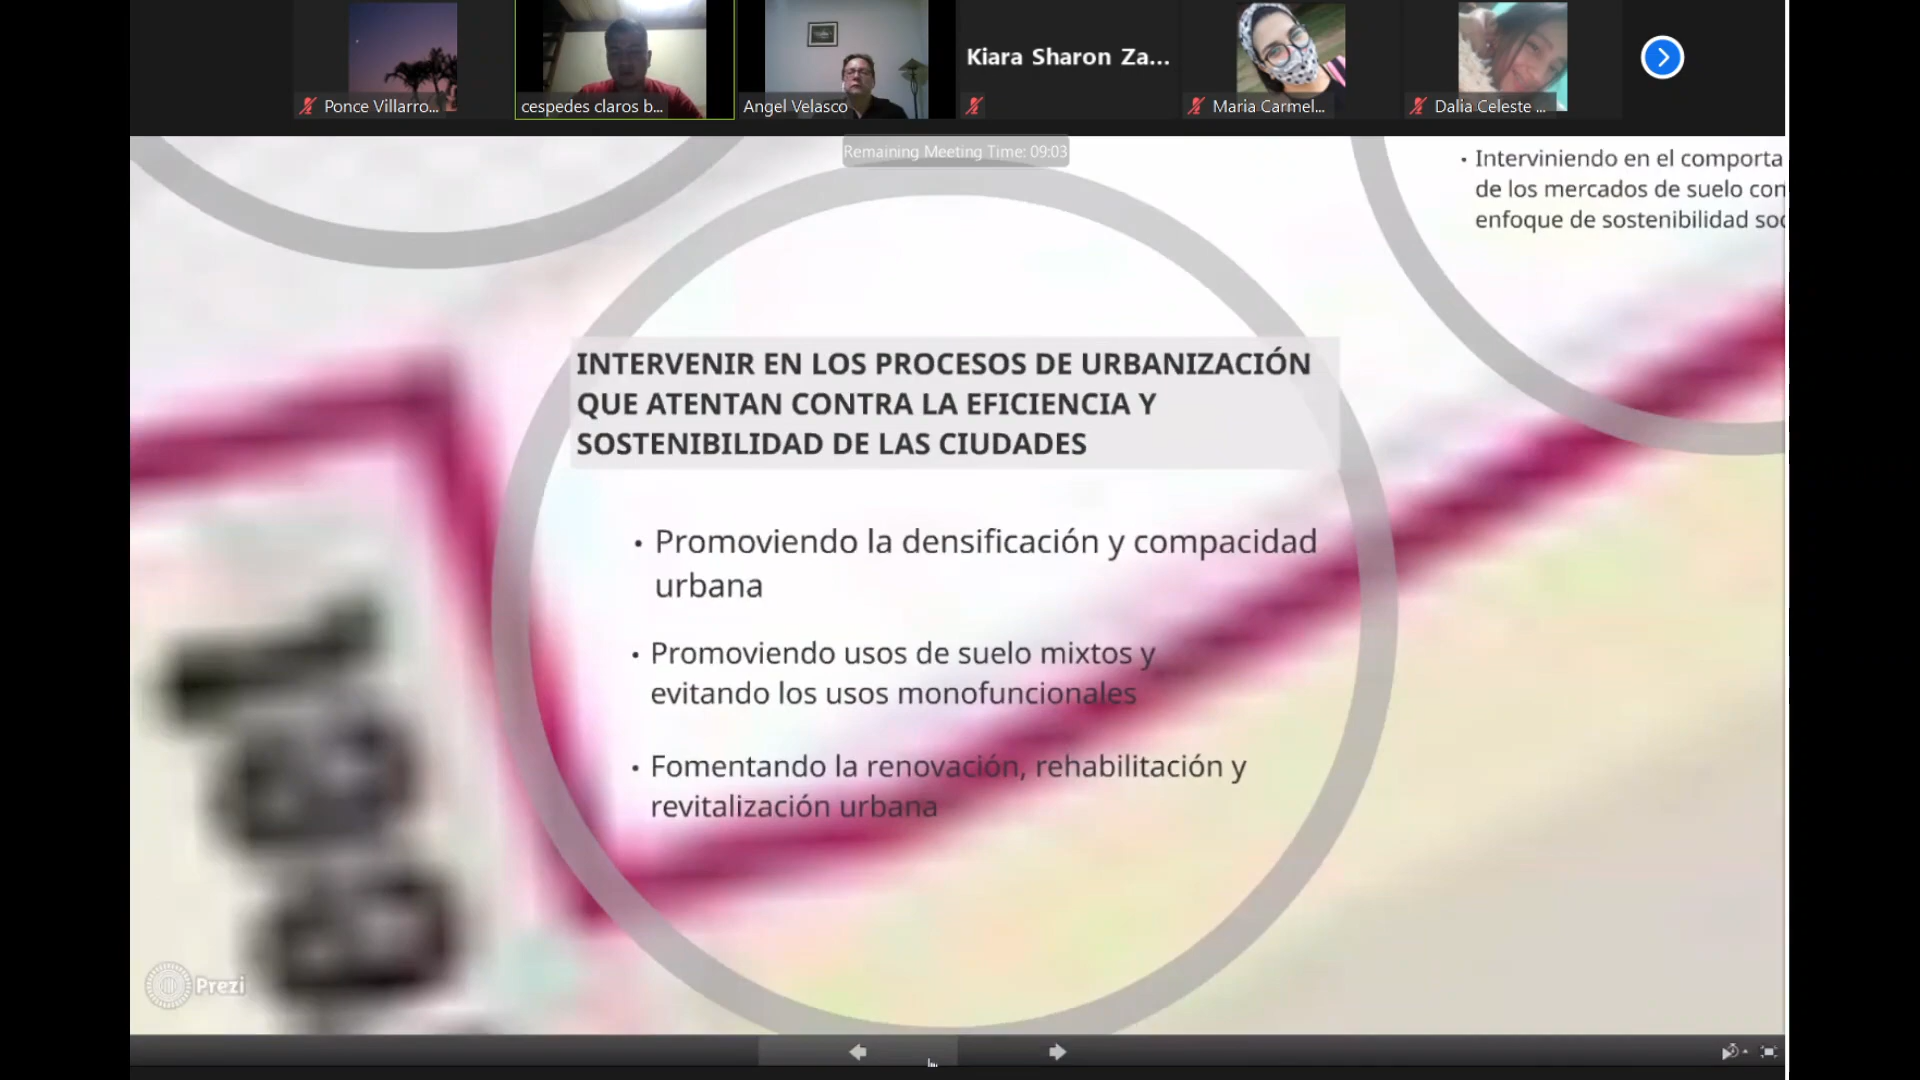 Ponce Villarro...
cespedes claros b...
Angel Velasco
Kiara Sharon Za...
Maria Carmel...
Dalia Celeste ...
Remaining Meeting Time: 09:03
• Interviniendo en el comporta
de los mercados de suelo con
enfoque de sostenibilidad soc
INTERVENIR EN LOS PROCESOS DE URBANIZACIÓN
QUE ATENTAN CONTRA LA EFICIENCIA Y
SOSTENIBILIDAD DE LAS CIUDADES
• Promoviendo la densificación y compacidad
urbana
• Promoviendo usos de suelo mixtos y
evitando los usos monofuncionales
• Fomentando la renovación, rehabilitación y
revitalización urbana
Prezi